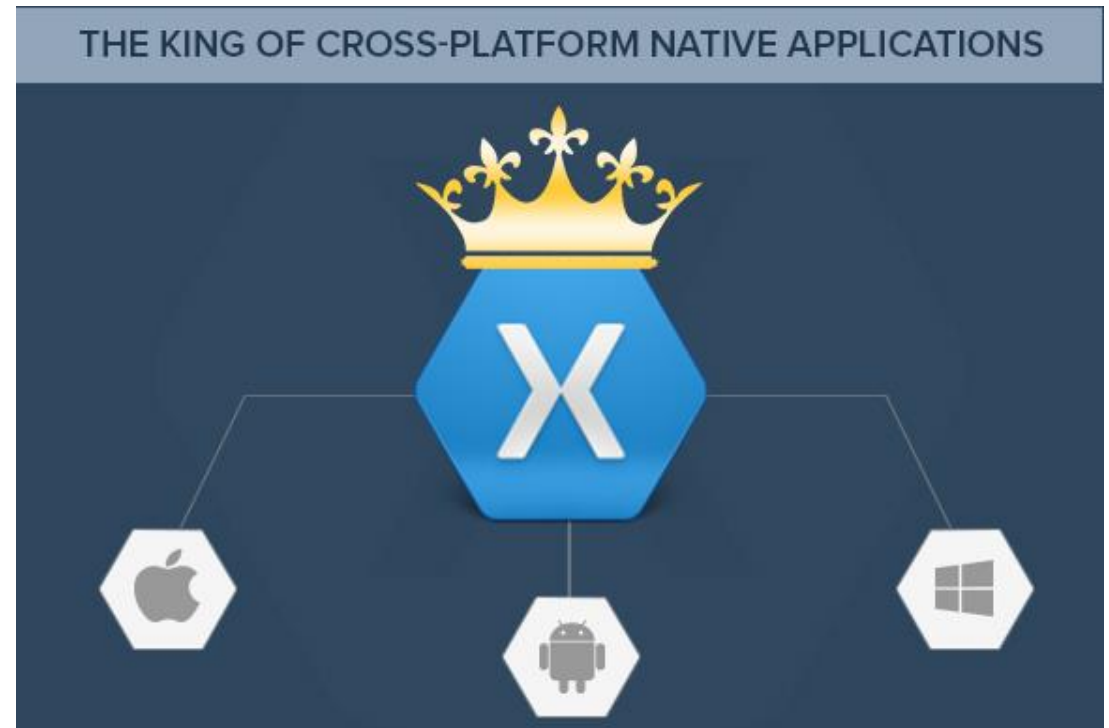 THE KING OF CROSS-PLATFORM NATIVE APPLICATIONS
X